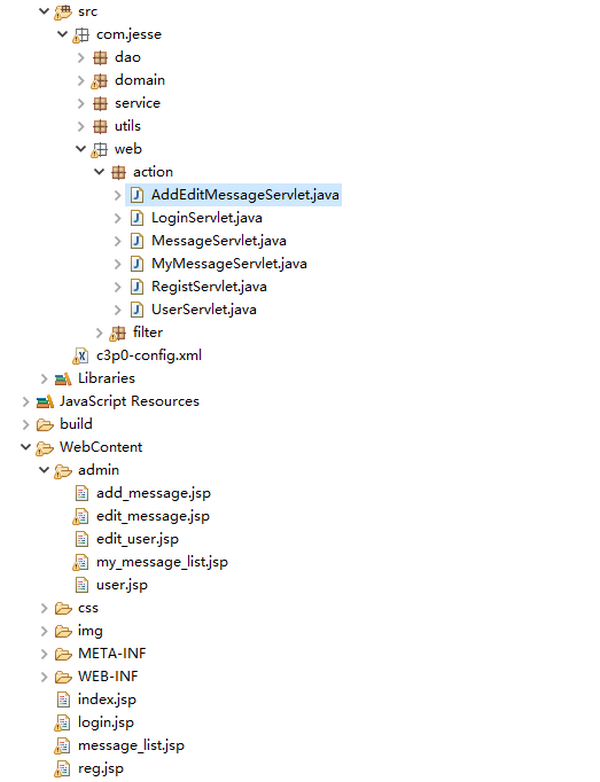 src
com.jesse
dao
domain
service
utils
web
action
AddEditMessageServlet.java
LoginServlet.java
MessageServlet.java
MyMessageServlet.java
RegistServlet.java
UserServlet.java
filter
c3p0-config.xml
Libraries
JavaScript Resources
build
WebContent
admin
add_message.jsp
edit_message.jsp
edit_user.jsp
my_message_list.jsp
user.jsp
css
img
META-INF
WEB-INF
index.jsp
login.jsp
message_list.jsp
reg.jsp